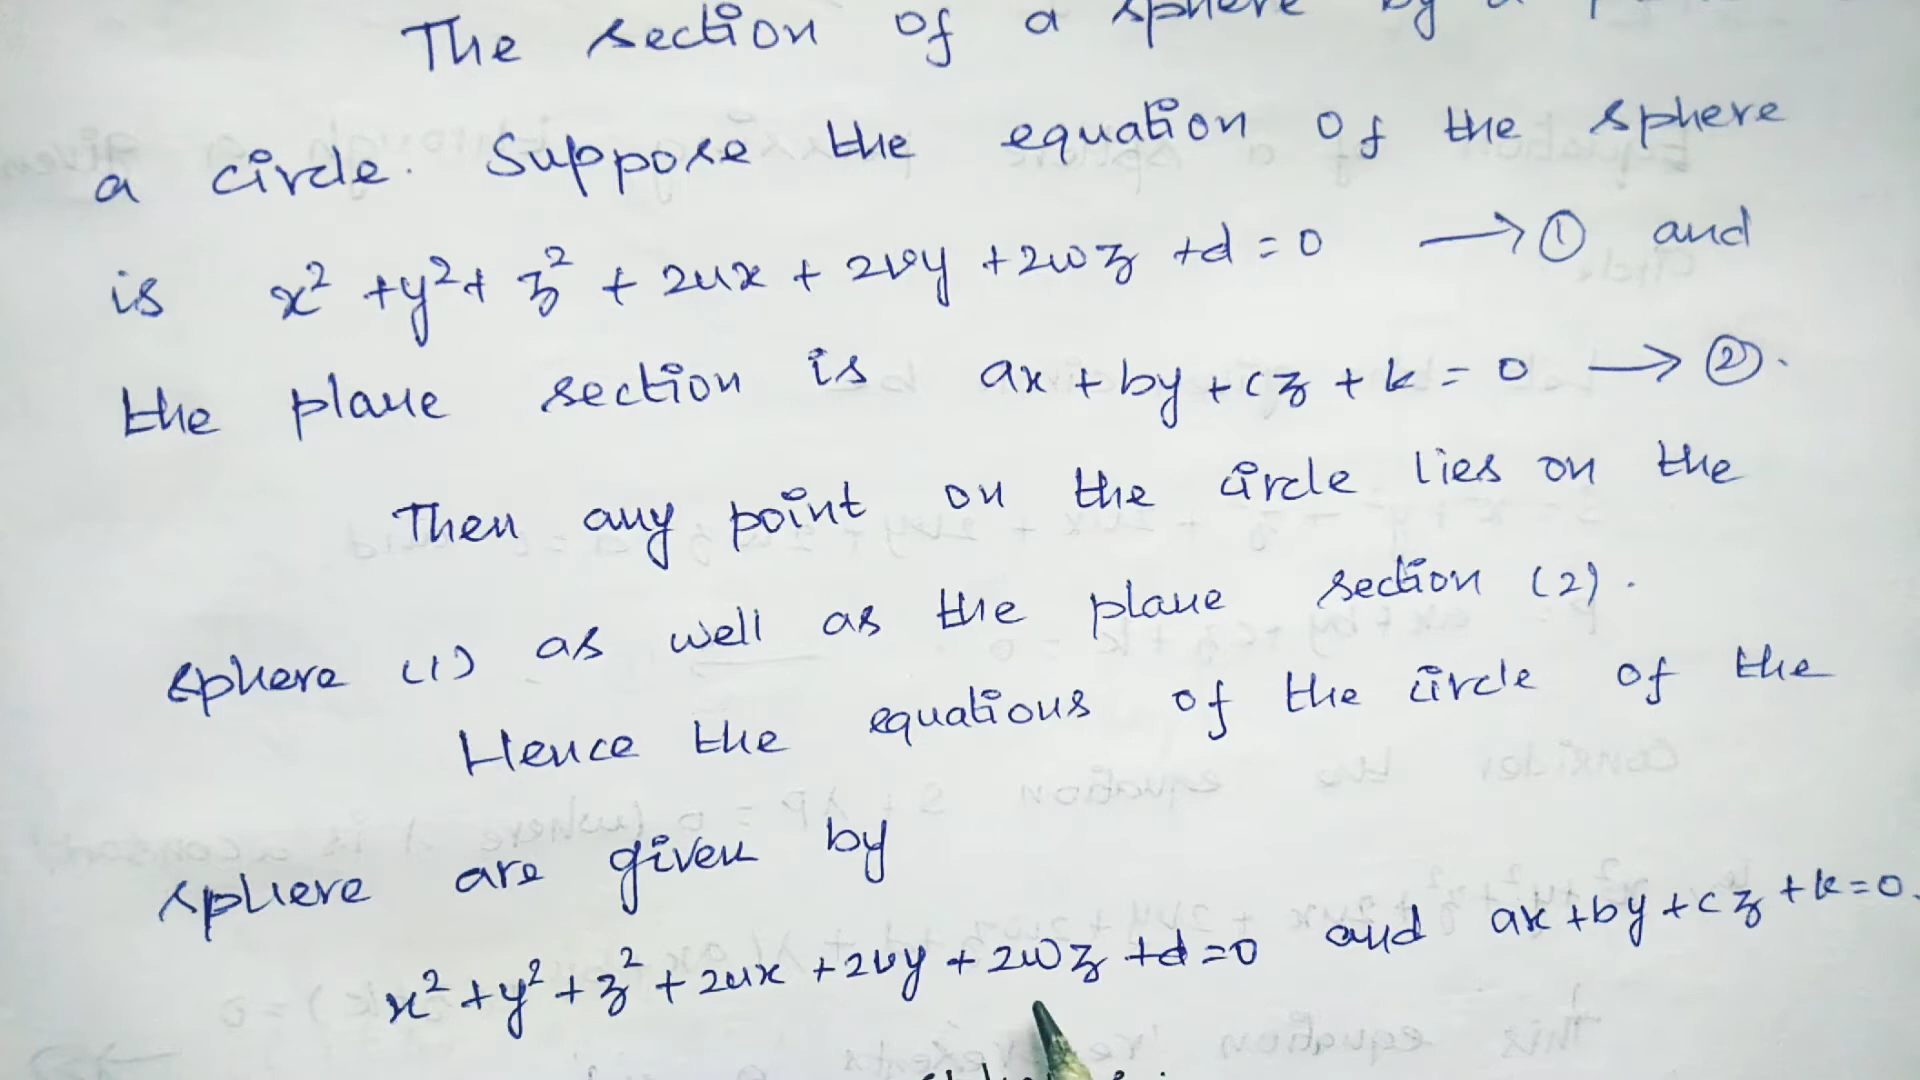 The section of a sphere by a
a circle. Suppose the equation of the sphere
is x² + y² + z² + 2ux + 2vy + 2wz + d = 0 → ① and
the plane section is ax + by + cz + k = 0 → ②.
Then any point on the circle lies on the
sphere (1) as well as the plane section (2).
Hence the equations of the circle of the
sphere are given by
x² + y² + z² + 2ux + 2vy + 2wz + d = 0 and ax + by + cz + k = 0.